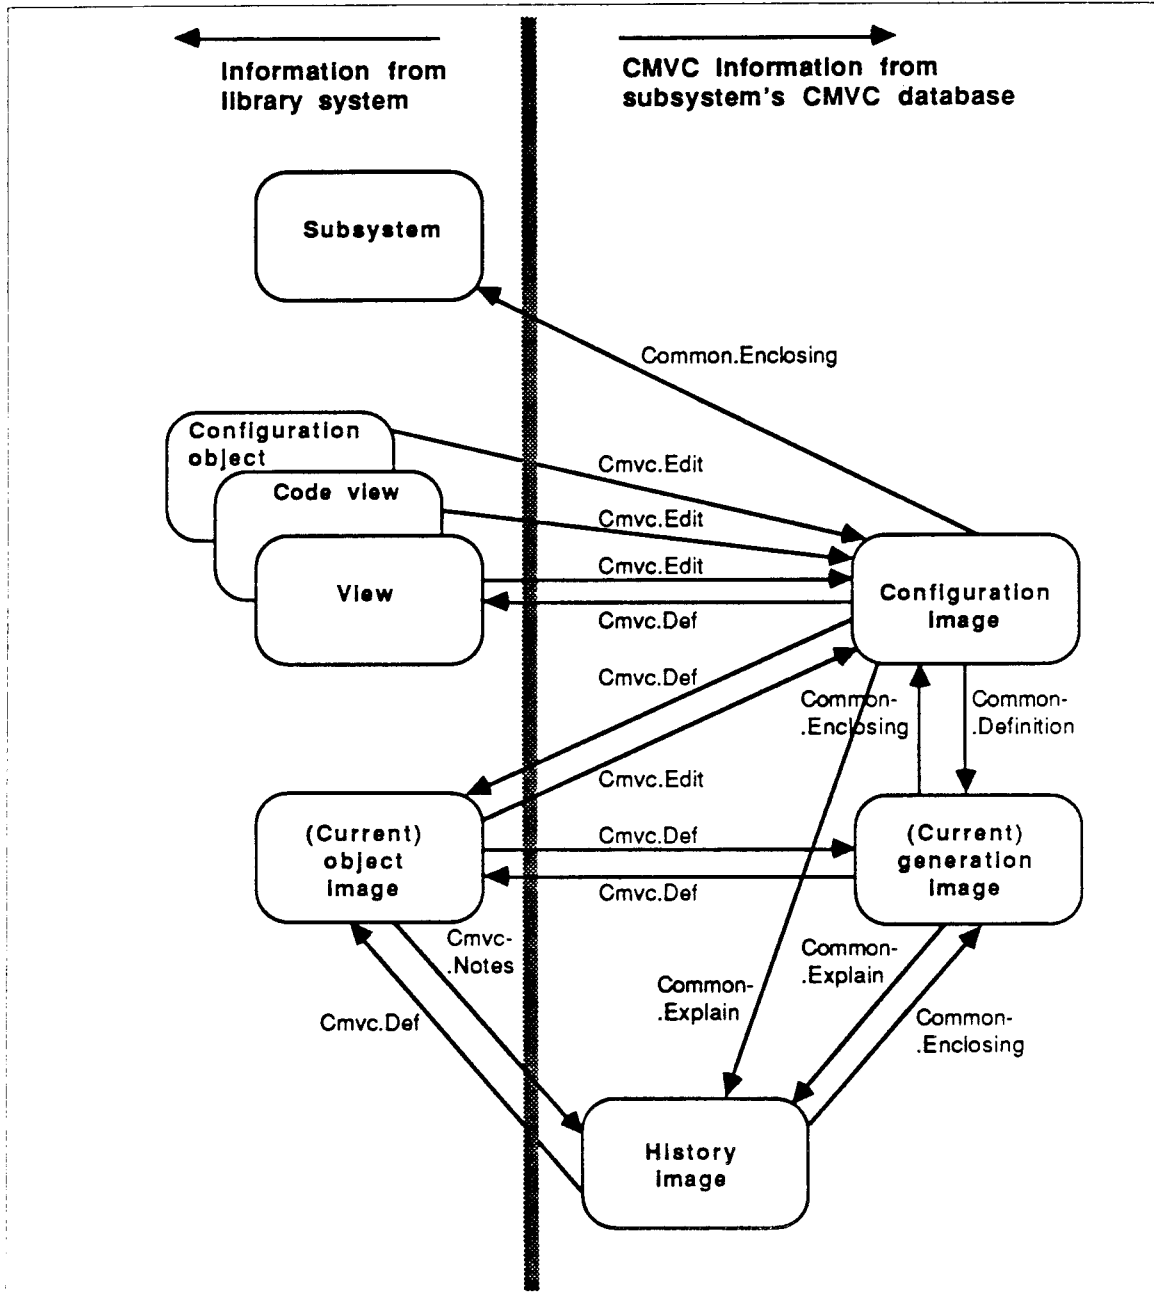 Information from
library system
CMVC Information from
subsystem's CMVC database
Subsystem
Common.Enclosing
Configuration
object
Code view
View
Cmvc.Edit
Cmvc.Edit
Cmvc.Edit
Cmvc.Def
Cmvc.Def
Configuration
image
Common-
.Enclosing
Common-
.Definition
Cmvc.Edit
(Current)
object
image
Cmvc.Def
Cmvc.Def
(Current)
generation
image
Cmvc-
.Notes
Cmvc.Def
Common-
.Explain
Common-
.Explain
Common-
.Enclosing
History
image